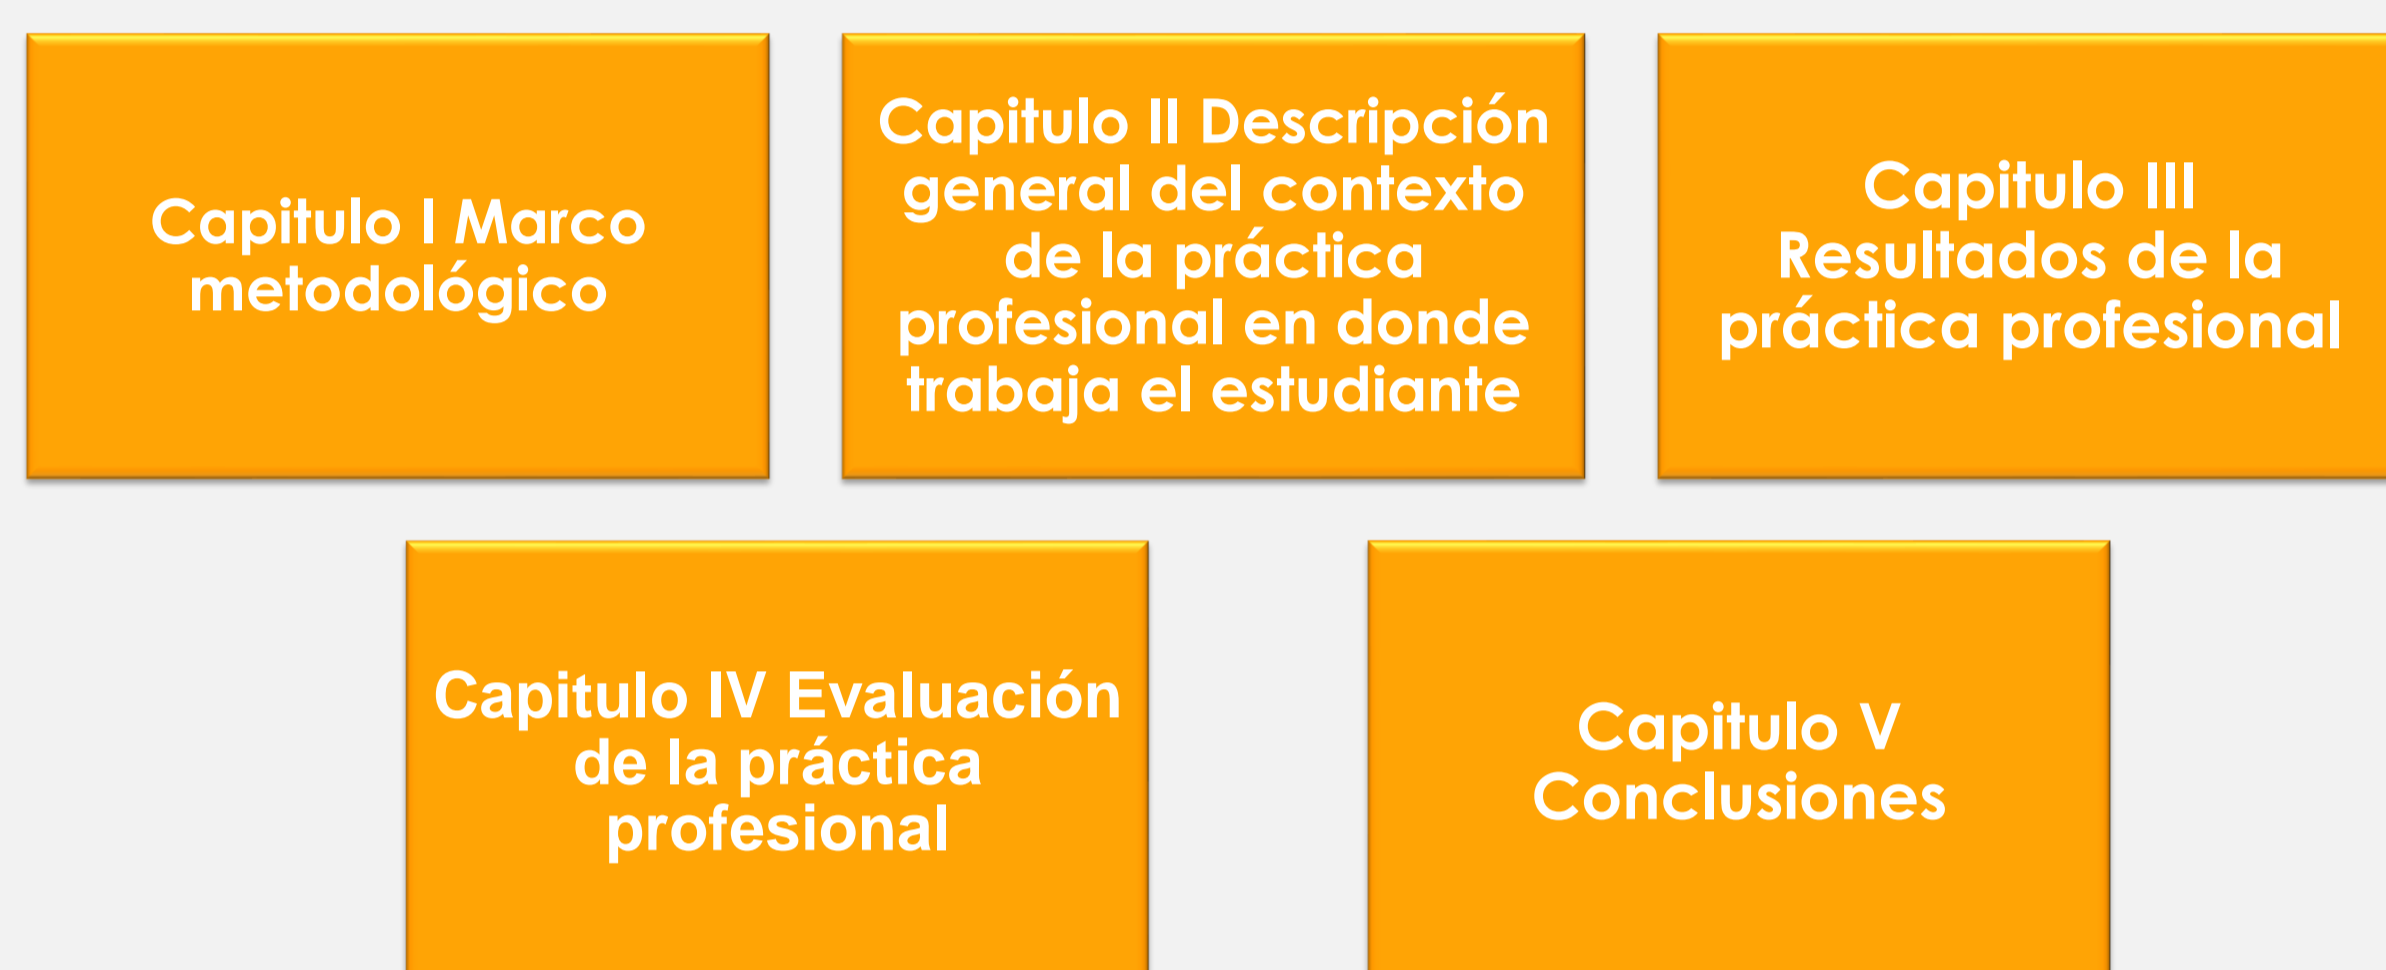 Capitulo I Marco
metodológico
Capitulo II Descripción
general del contexto
de la práctica
profesional en donde
trabaja el estudiante
Capitulo III
Resultados de la
práctica profesional
Capitulo IV Evaluación
de la práctica
profesional
Capitulo V
Conclusiones